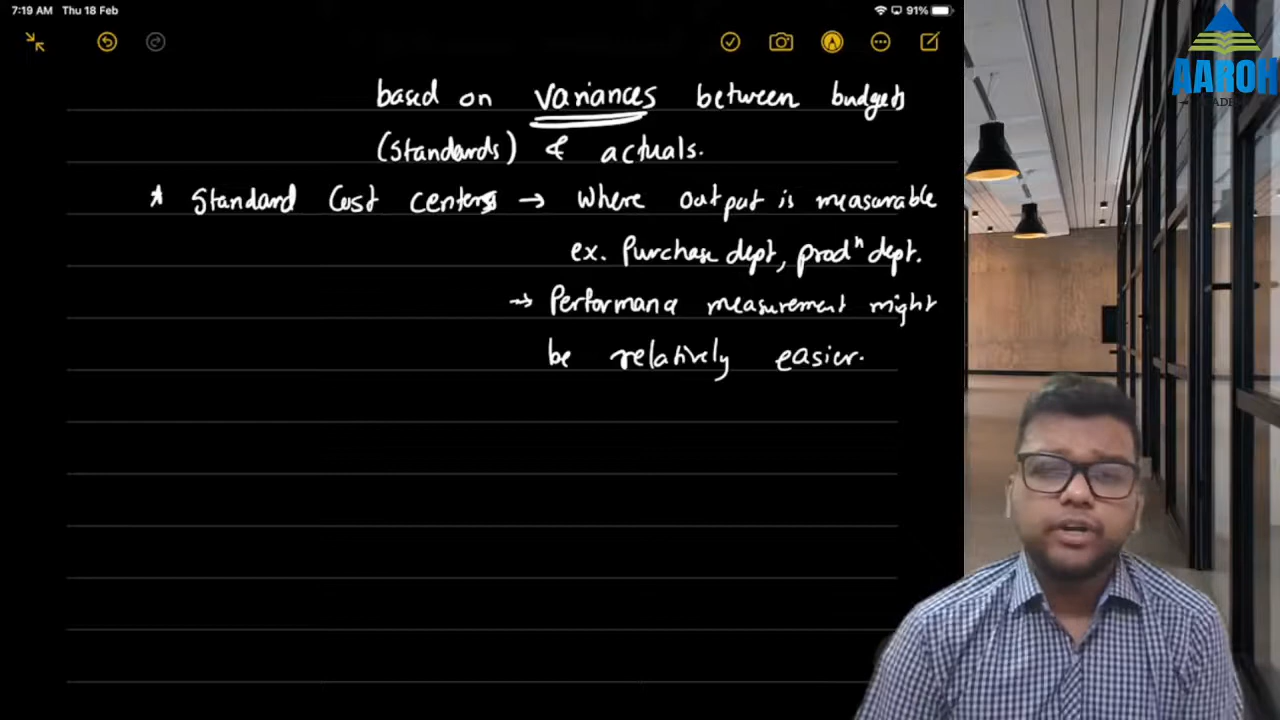 7:19 AM Thu 18 Feb
91%
AAROH
based on variances between budgets
(Standards) & actuals.
* Standard Cost centers → Where output is measurable
ex. Purchase dept, prodⁿ dept.
→ Performance measurement might
be relatively easier.